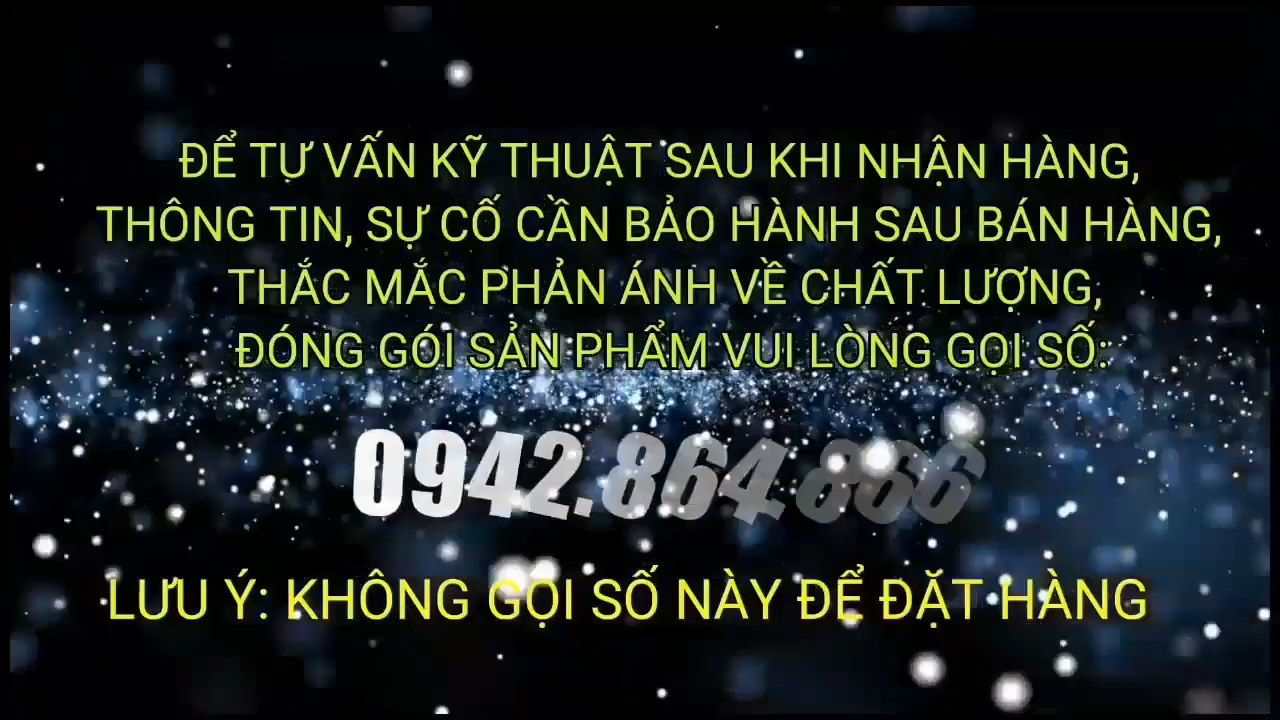 ĐỂ TỰ VẤN KỸ THUẬT SAU KHI NHẬN HÀNG,
THÔNG TIN, SỰ CỐ CẦN BẢO HÀNH SAU BÁN HÀNG,
THẮC MẮC PHẢN ÁNH VỀ CHẤT LƯỢNG,
ĐÓNG GÓI SẢN PHẨM VUI LÒNG GỌI SỐ:
0942.864.866
LƯU Ý: KHÔNG GỌI SỐ NÀY ĐỂ ĐẶT HÀNG